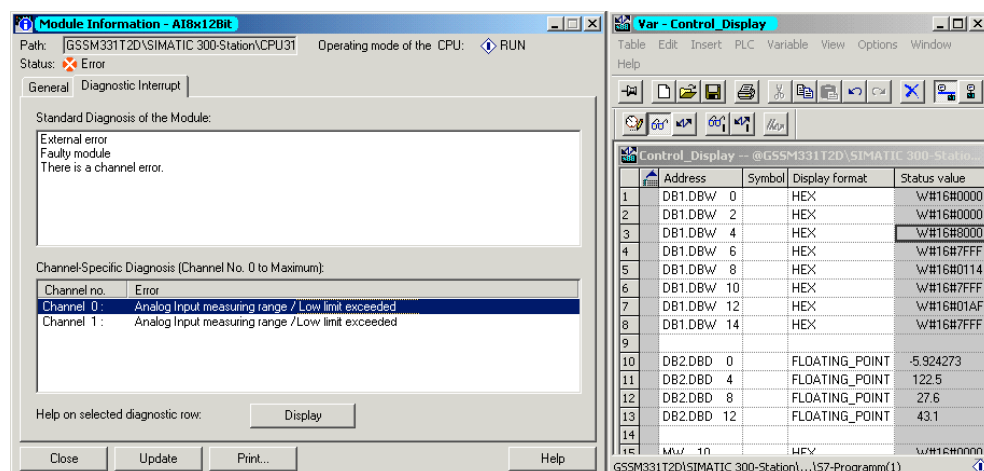 Module Information - AI8x12Bit
Path: GSSM331T2D\SIMATIC 300-Station\CPU31 Operating mode of the CPU: RUN
Status: Error
General Diagnostic Interrupt
Standard Diagnosis of the Module:
External error
Faulty module
There is a channel error.
Channel-Specific Diagnosis (Channel No. 0 to Maximum):
Channel no. Error
Channel 0 : Analog Input measuring range / Low limit exceeded
Channel 1 : Analog Input measuring range /Low limit exceeded
Help on selected diagnostic row: Display
Close Update Print... Help
Var - Control_Display
Table Edit Insert PLC Variable View Options Window
Help
Control_Display -- @GSSM331T2D\SIMATIC 300-Statio...
Address Symbol Display format Status value
1 DB1.DBW 0 HEX W#16#0000
2 DB1.DBW 2 HEX W#16#0000
3 DB1.DBW 4 HEX W#16#8000
4 DB1.DBW 6 HEX W#16#7FFF
5 DB1.DBW 8 HEX W#16#0114
6 DB1.DBW 10 HEX W#16#7FFF
7 DB1.DBW 12 HEX W#16#01AF
8 DB1.DBW 14 HEX W#16#7FFF
9
10 DB2.DBD 0 FLOATING_POINT -5.924273
11 DB2.DBD 4 FLOATING_POINT 122.5
12 DB2.DBD 8 FLOATING_POINT 27.6
13 DB2.DBD 12 FLOATING_POINT 43.1
14
15 MW 10 HEX W#16#0000
GSSM331T2D\SIMATIC 300-Station\...\S7-Programm(1)